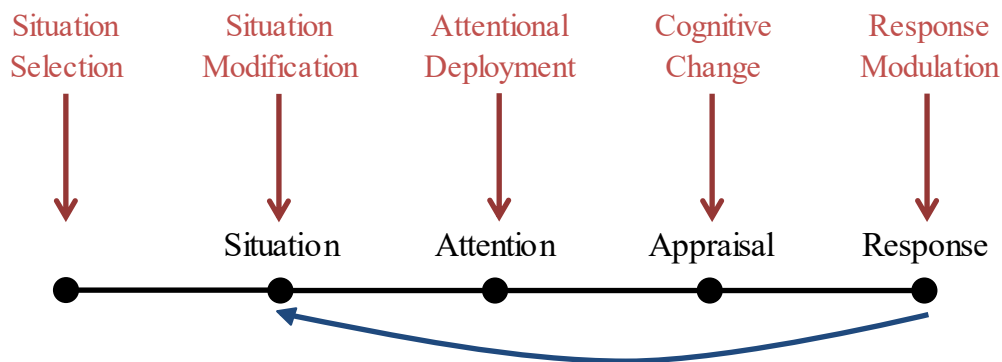 Situation
Selection
Situation
Modification
Attentional
Deployment
Cognitive
Change
Response
Modulation
Situation
Attention
Appraisal
Response